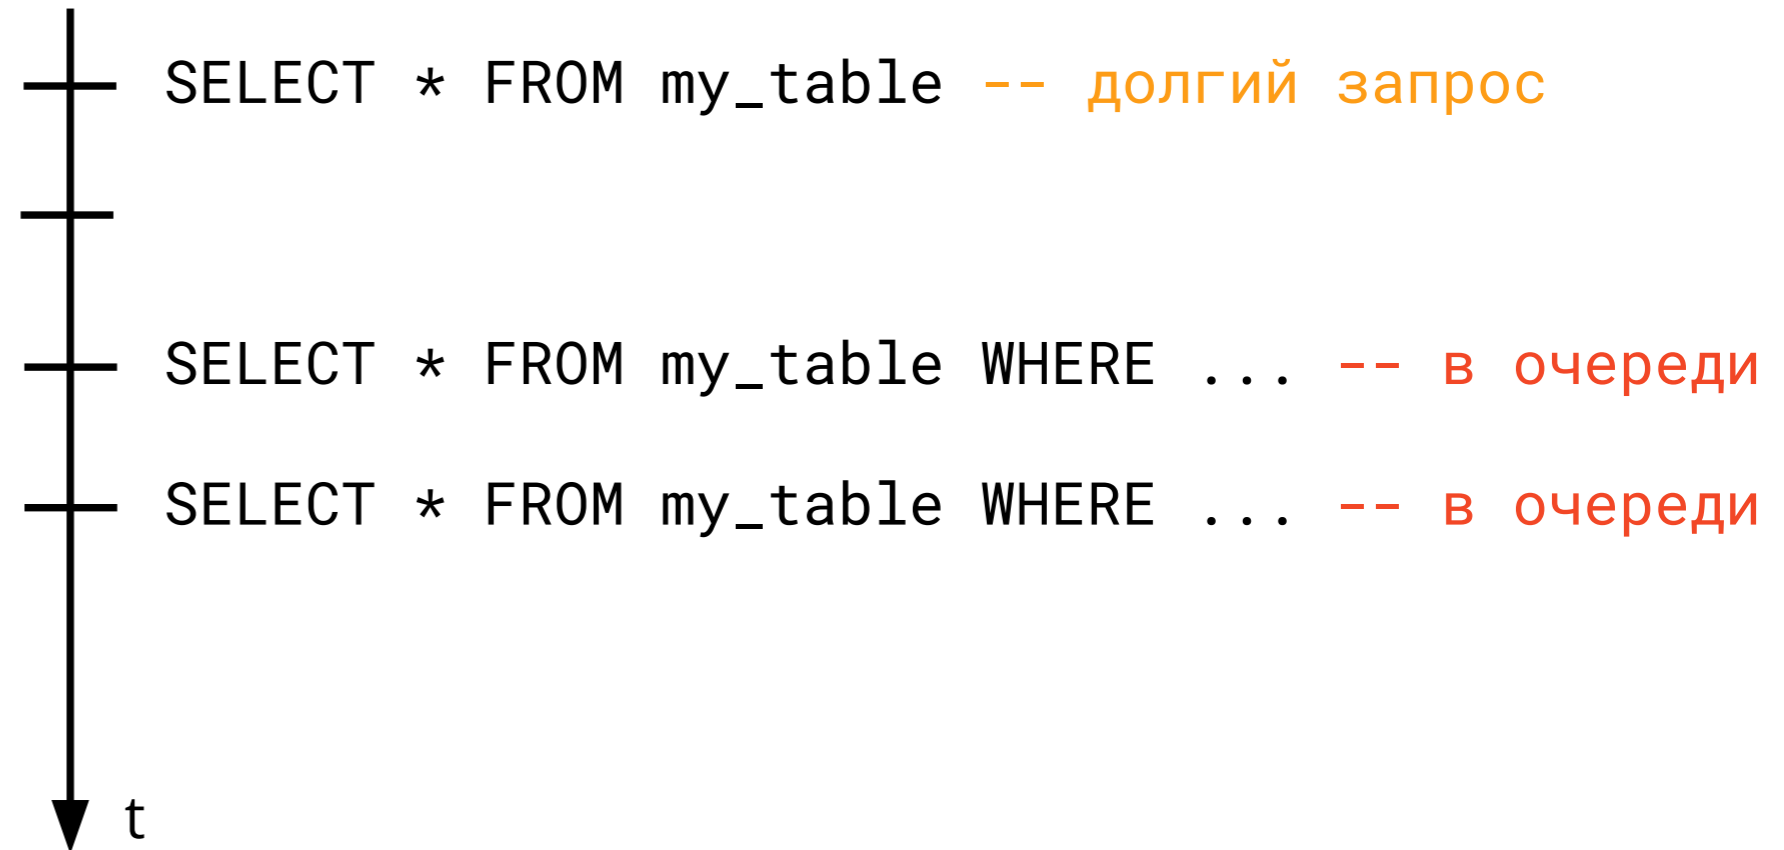 SELECT * FROM my_table -- долгий запрос
SELECT * FROM my_table WHERE ... -- в очереди
SELECT * FROM my_table WHERE ... -- в очереди
t